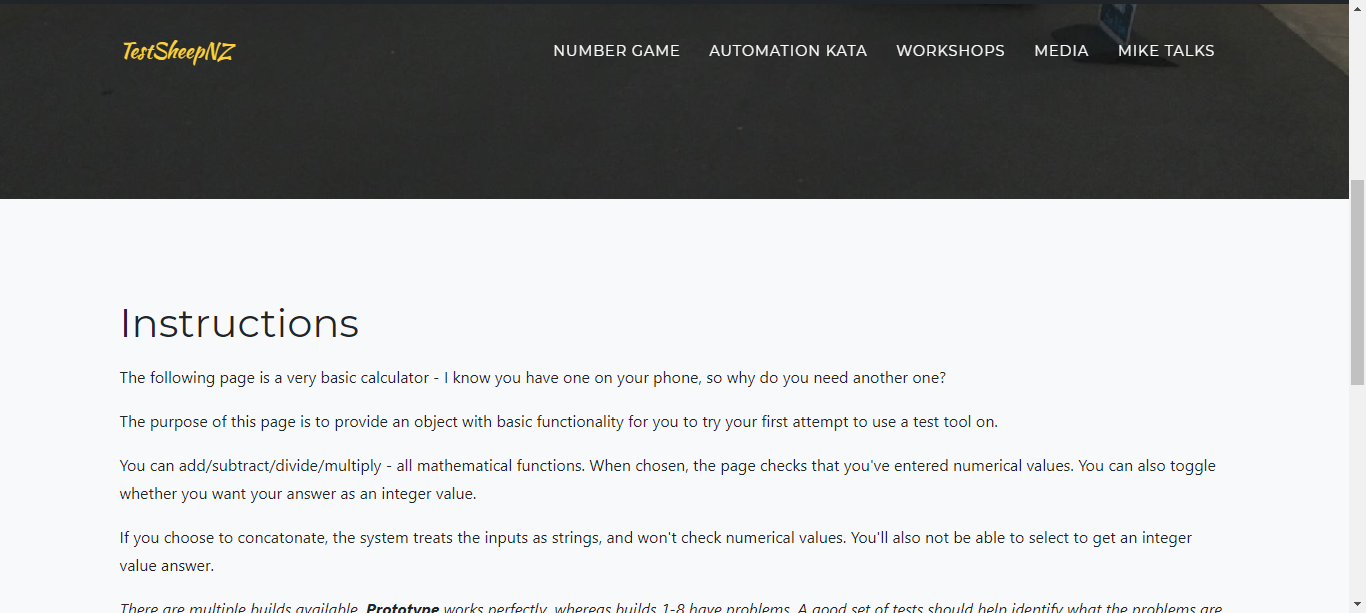 TestSheepNZ
NUMBER GAME AUTOMATION KATA WORKSHOPS MEDIA MIKE TALKS
Instructions
The following page is a very basic calculator - I know you have one on your phone, so why do you need another one?
The purpose of this page is to provide an object with basic functionality for you to try your first attempt to use a test tool on.
You can add/subtract/divide/multiply - all mathematical functions. When chosen, the page checks that you've entered numerical values. You can also toggle
whether you want your answer as an integer value.
If you choose to concatonate, the system treats the inputs as strings, and won't check numerical values. You'll also not be able to select to get an integer
value answer.
There are multiple builds available. Prototype works perfectly, whereas builds 1-8 have problems. A good set of tests should help identify what the problems are